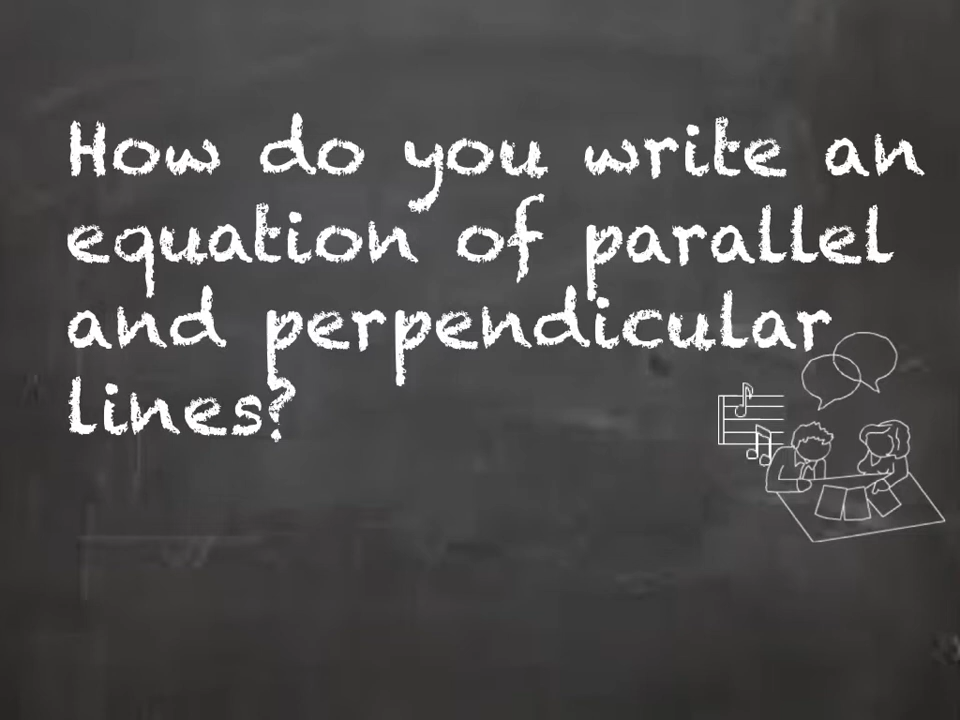 How do you write an
equation of parallel
and perpendicular
lines?